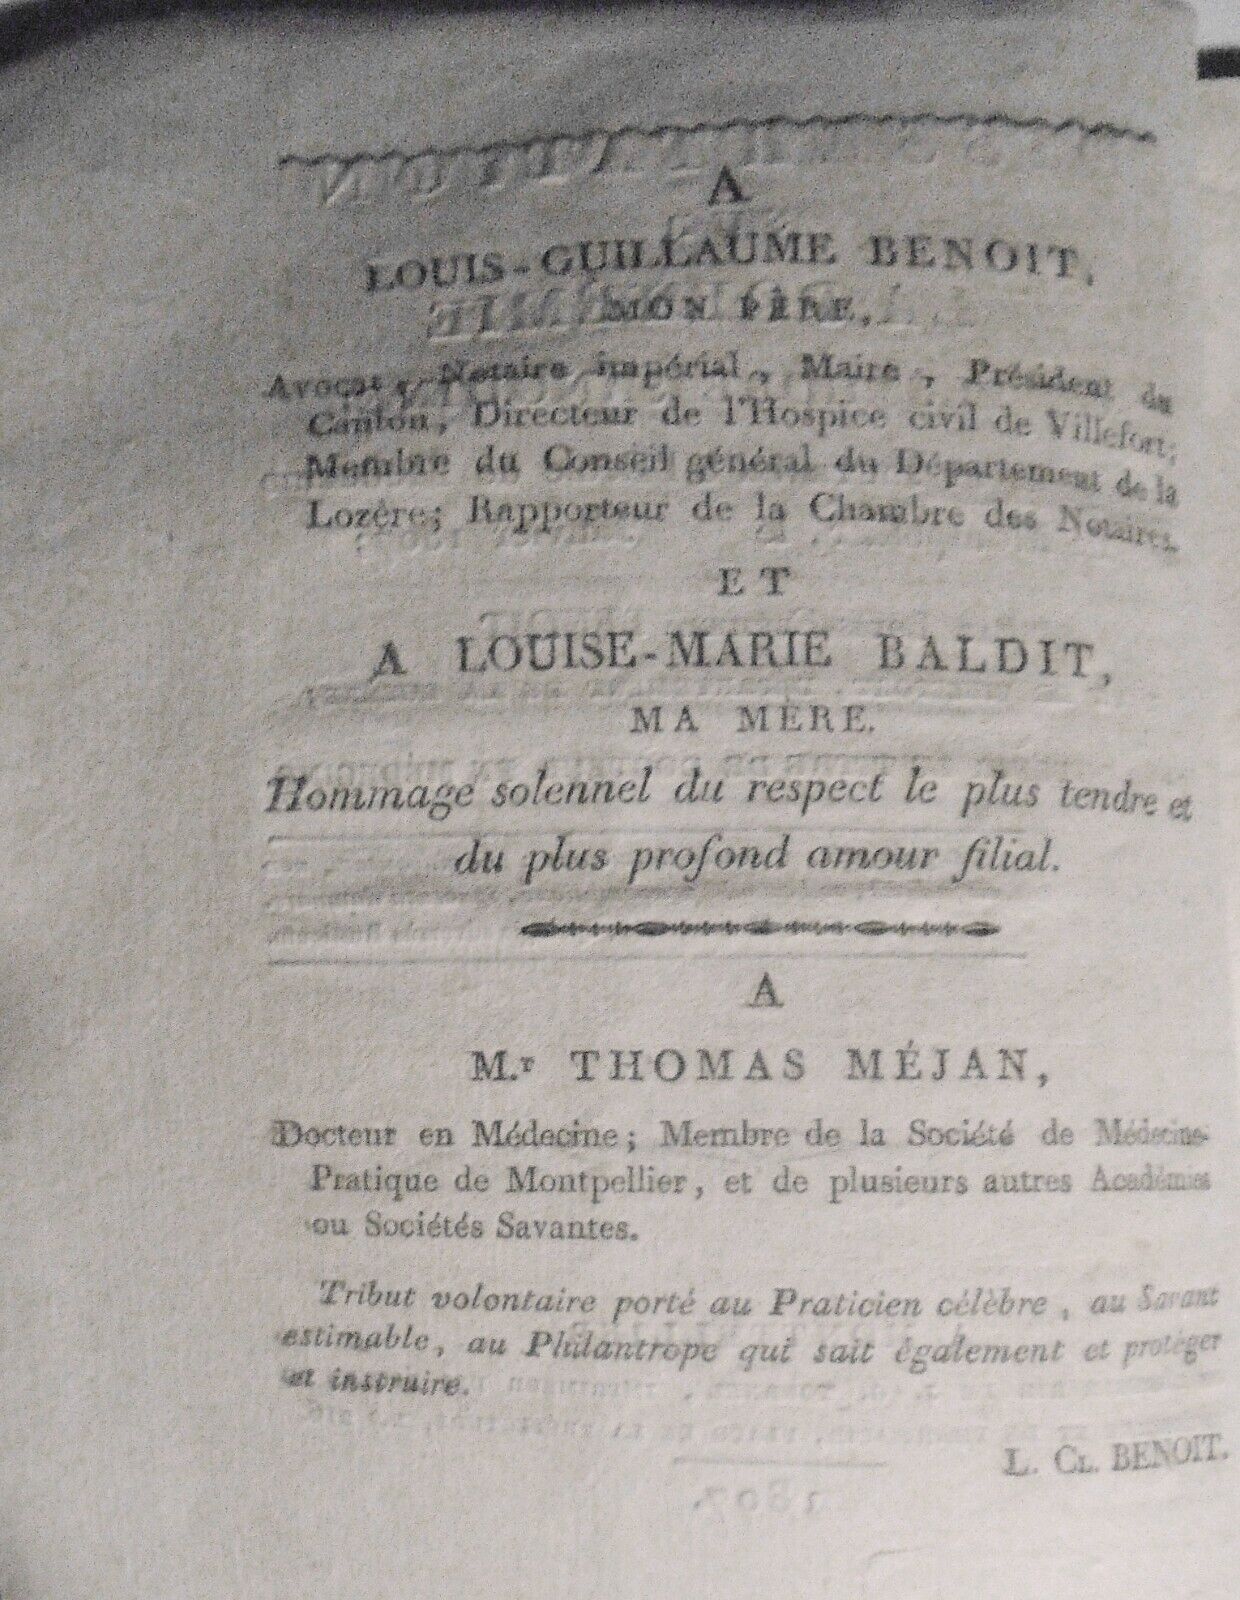 A
LOUIS-GUILLAUME BENOIT,
MON PÈRE,
Avocat, Notaire impérial, Maire, Président du
Canton, Directeur de l'Hospice civil de Villefort;
Membre du Conseil général du Département de la
Lozère; Rapporteur de la Chambre des Notaires.
ET
A LOUISE-MARIE BALDIT,
MA MÈRE.
Hommage solennel du respect le plus tendre et
du plus profond amour filial.
A
M.r THOMAS MÉJAN,
Docteur en Médecine; Membre de la Société de Médecine-
Pratique de Montpellier, et de plusieurs autres Académies
ou Sociétés Savantes.
Tribut volontaire porté au Praticien célèbre, au Savant
estimable, au Philantrope qui sait également et protéger
et instruire.
L. CL. BENOIT.
1807.